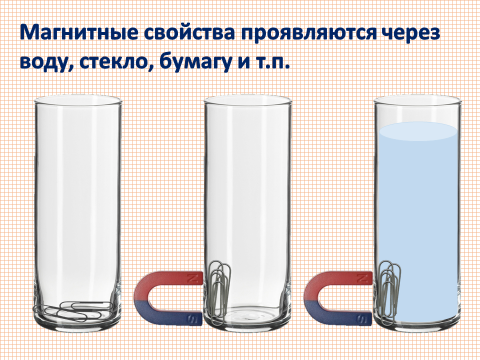 Магнитные свойства проявляются через
воду, стекло, бумагу и т.п.
N
S
N
S